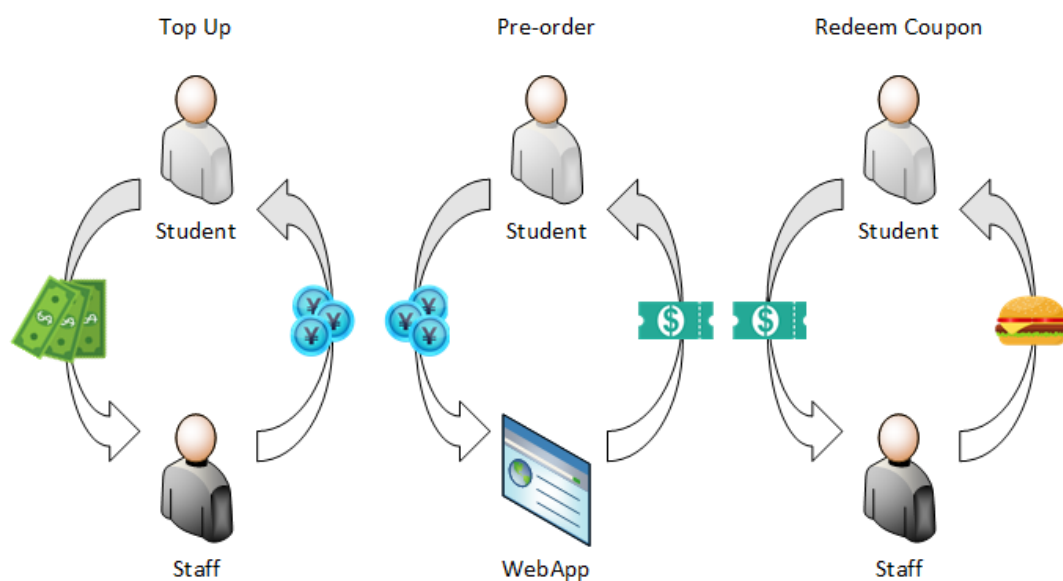 Top Up
Pre-order
Redeem Coupon
Student
Student
Student
$ $ $
¥ ¥ ¥
¥ ¥ ¥
$
$
Staff
WebApp
Staff